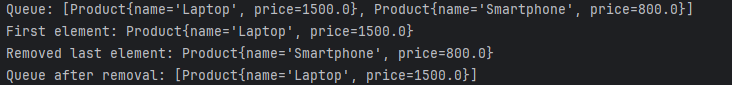 Queue: [Product{name='Laptop', price=1500.0}, Product{name='Smartphone', price=800.0}]
First element: Product{name='Laptop', price=1500.0}
Removed last element: Product{name='Smartphone', price=800.0}
Queue after removal: [Product{name='Laptop', price=1500.0}]